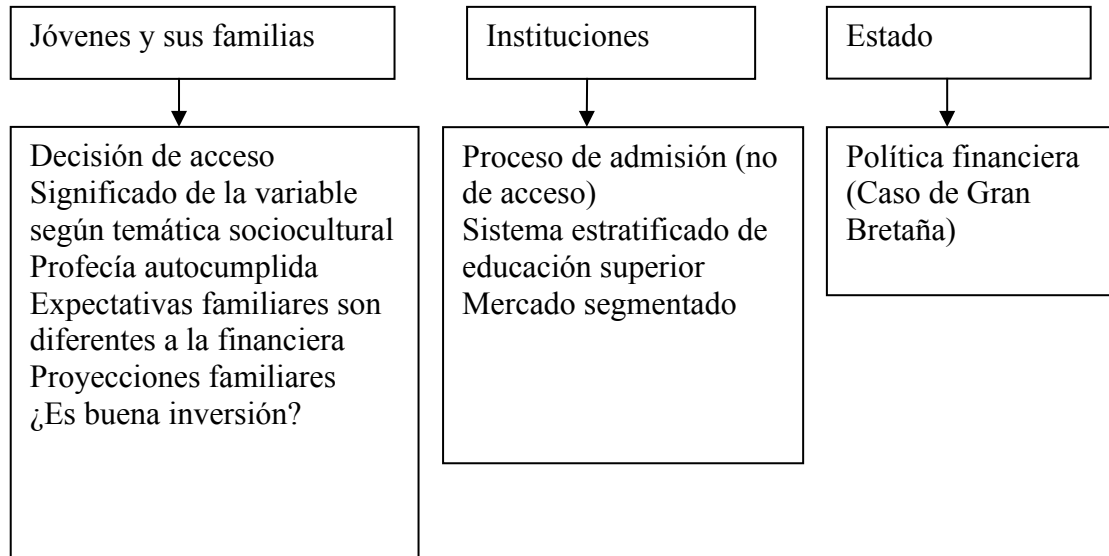 Jóvenes y sus familias
Instituciones
Estado
Decisión de acceso
Significado de la variable
según temática sociocultural
Profecía autocumplida
Expectativas familiares son
diferentes a la financiera
Proyecciones familiares
¿Es buena inversión?
Proceso de admisión (no
de acceso)
Sistema estratificado de
educación superior
Mercado segmentado
Política financiera
(Caso de Gran
Bretaña)